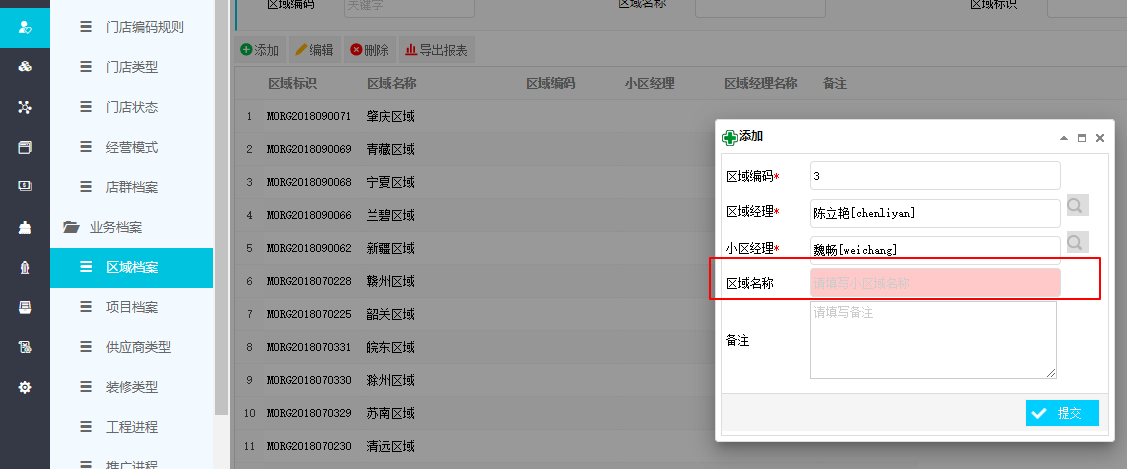 区域编码 关键字 区域名称 区域标识
添加 编辑 删除 导出报表
区域标识 区域名称 区域编码 小区经理 区域经理名称 备注
1 MORG2018090071 肇庆区域
2 MORG2018090069 青藏区域
3 MORG2018090068 宁夏区域
4 MORG2018090066 兰碧区域
5 MORG2018090062 新疆区域
6 MORG2018070228 赣州区域
7 MORG2018070225 韶关区域
8 MORG2018070331 皖东区域
9 MORG2018070330 滁州区域
10 MORG2018070329 苏南区域
11 MORG2018070230 清远区域
门店编码规则
门店类型
门店状态
经营模式
店群档案
业务档案
区域档案
项目档案
供应商类型
装修类型
工程进程
推广进程
添加
区域编码* 3
区域经理* 陈立艳[chenliyan]
小区经理* 魏畅[weichang]
区域名称 请填写小区域名称
备注 请填写备注
提交